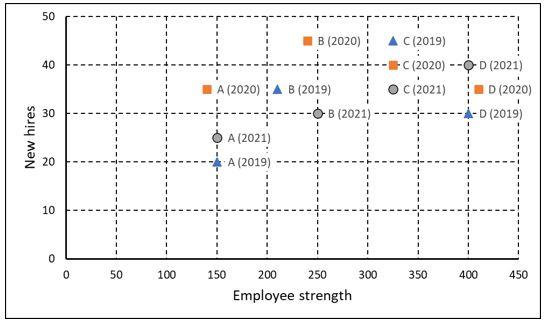 50
B (2020)
C (2019)
40
C (2020)
D (2021)
A (2020)
B (2019)
C (2021)
D (2020)
30
B (2021)
D (2019)
A (2021)
20
A (2019)
10
0
New hires
0 50 100 150 200 250 300 350 400 450
Employee strength